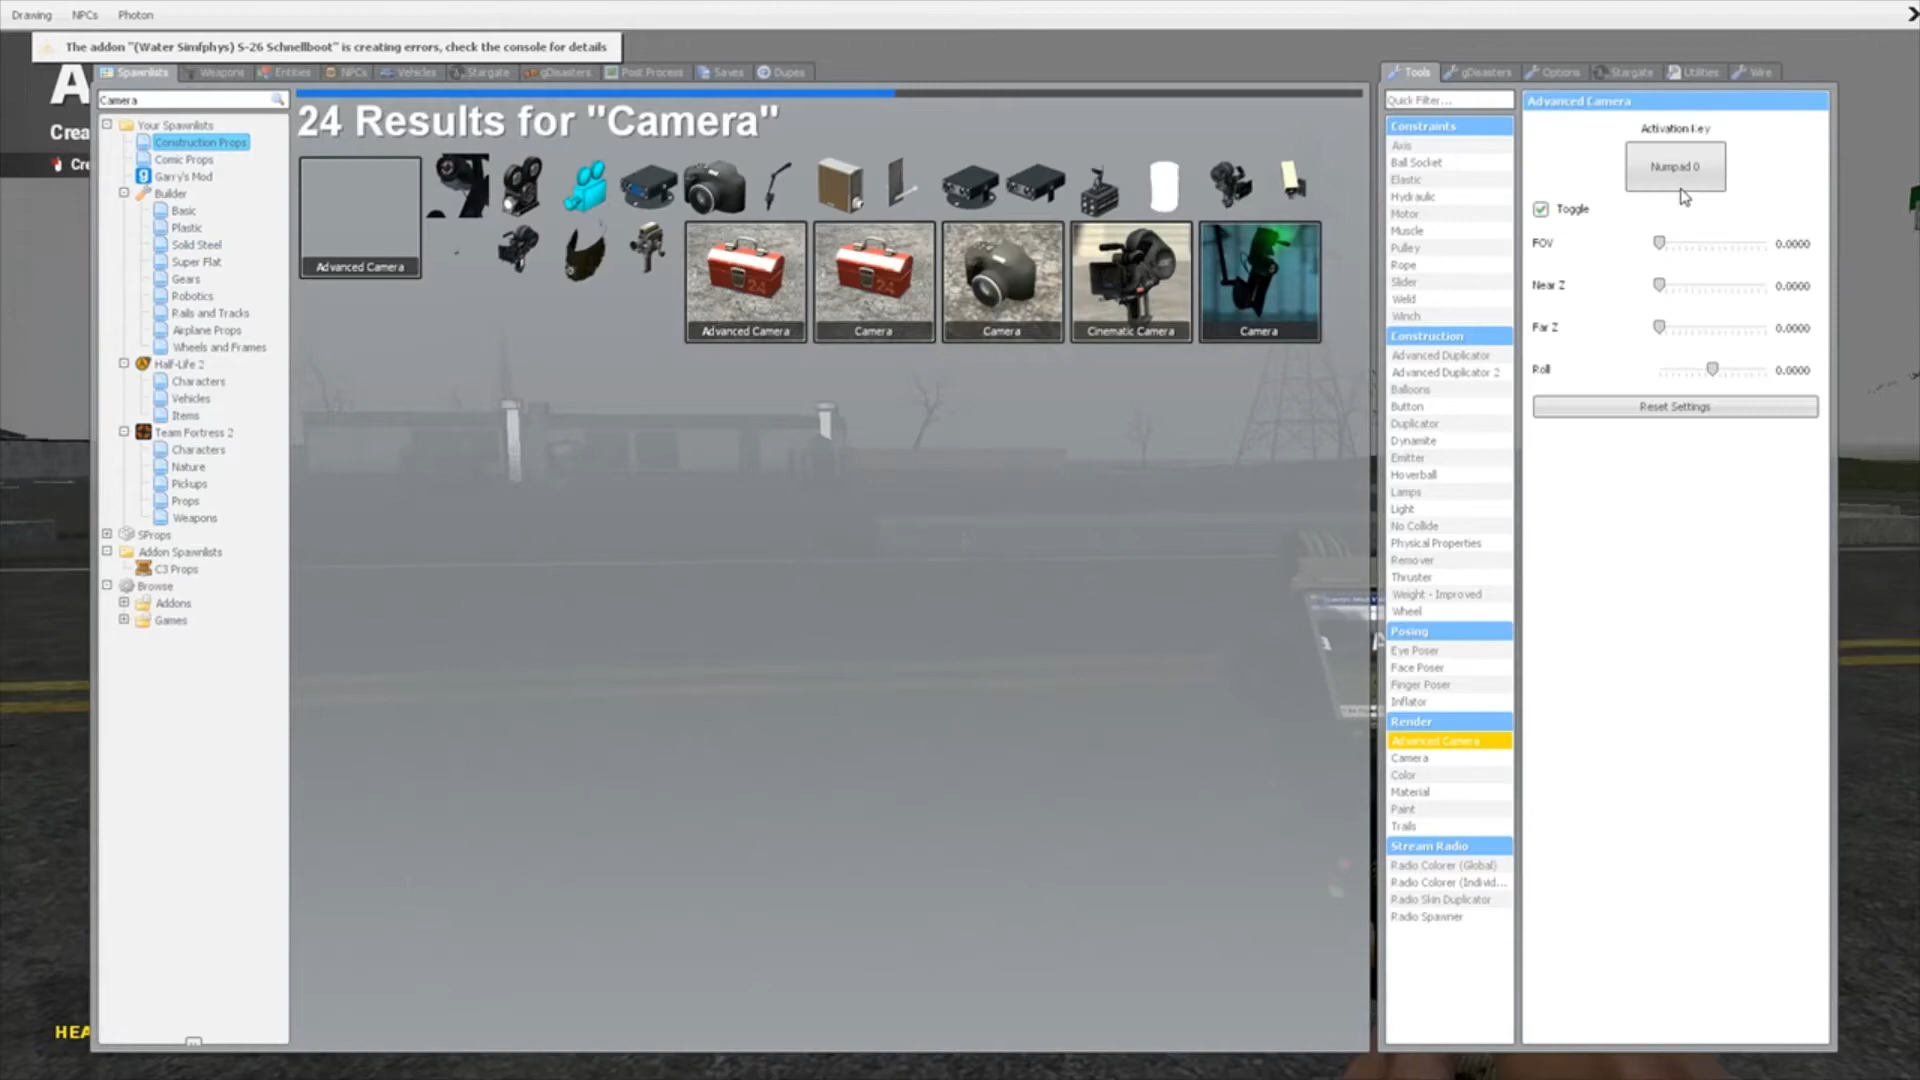 Drawing NPCs Photon
The addon "(Water Simfphys) S-26 Schnellboot" is creating errors, check the console for details
Spawnlists Weapons Entities NPCs Vehicles Stargate gDisasters Post Process Saves Dupes
A
Crea
Cre
Camera
Your Spawnlists
Construction Props
Comic Props
Garry's Mod
Builder
Basic
Plastic
Solid Steel
Super Flat
Gears
Robotics
Rails and Tracks
Airplane Props
Wheels and Frames
Half-Life 2
Characters
Vehicles
Items
Team Fortress 2
Characters
Nature
Pickups
Props
Weapons
SProps
Addon Spawnlists
C3 Props
Browse
Addons
Games
HEA
24 Results for "Camera"
Advanced Camera
Advanced Camera
Camera
Camera
Cinematic Camera
Camera
Tools gDisasters Options Stargate Utilities Wire
Quick Filter...
Constraints
Axis
Ball Socket
Elastic
Hydraulic
Motor
Muscle
Pulley
Rope
Slider
Weld
Winch
Construction
Advanced Duplicator
Advanced Duplicator 2
Balloons
Button
Duplicator
Dynamite
Emitter
Hoverball
Lamps
Light
No Collide
Physical Properties
Remover
Thruster
Weight - Improved
Wheel
Posing
Eye Poser
Face Poser
Finger Poser
Inflator
Render
Advanced Camera
Camera
Color
Material
Paint
Trails
Stream Radio
Radio Colorer (Global)
Radio Colorer (Individ...
Radio Skin Duplicator
Radio Spawner
Advanced Camera
Activation Key
Numpad 0
Toggle
FOV 0.0000
Near Z 0.0000
Far Z 0.0000
Roll 0.0000
Reset Settings